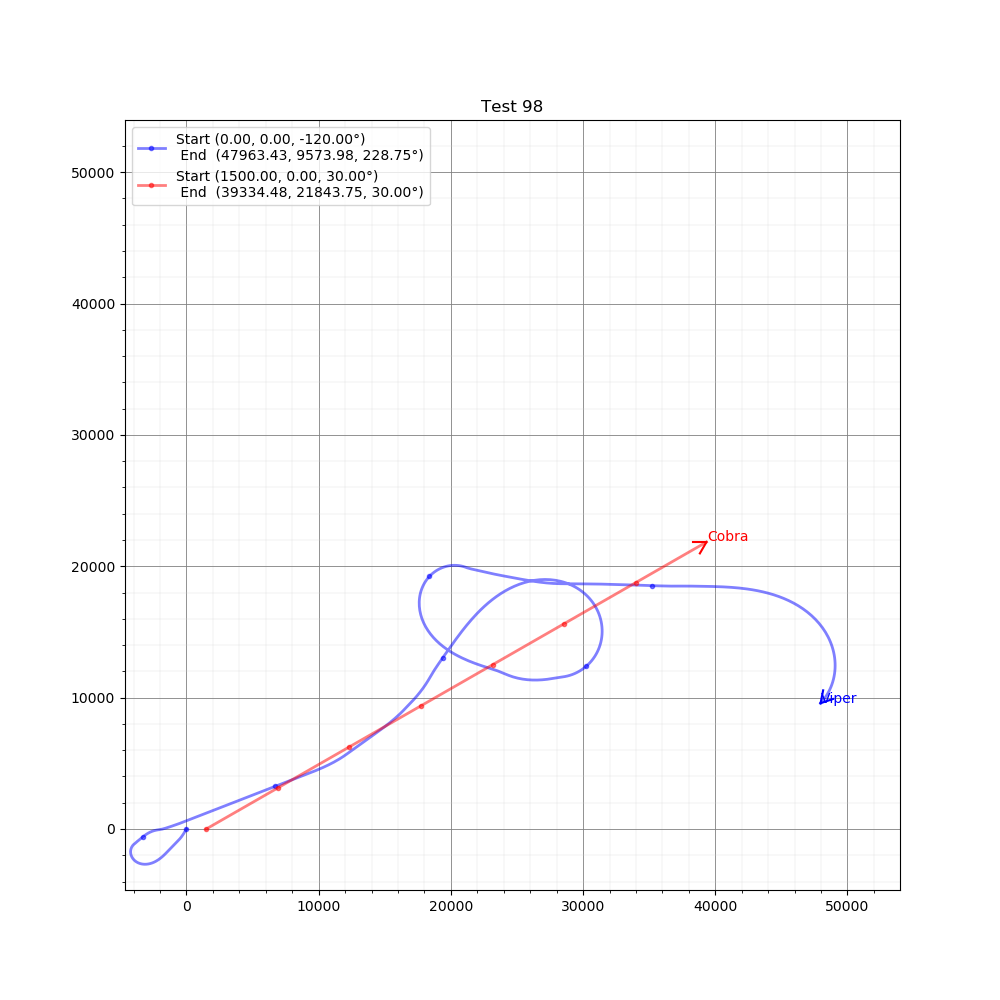 Test 98
Start (0.00, 0.00, -120.00°)
End (47963.43, 9573.98, 228.75°)
Start (1500.00, 0.00, 30.00°)
End (39334.48, 21843.75, 30.00°)
50000
40000
30000
20000
10000
0
Cobra
Viper
0
10000
20000
30000
40000
50000